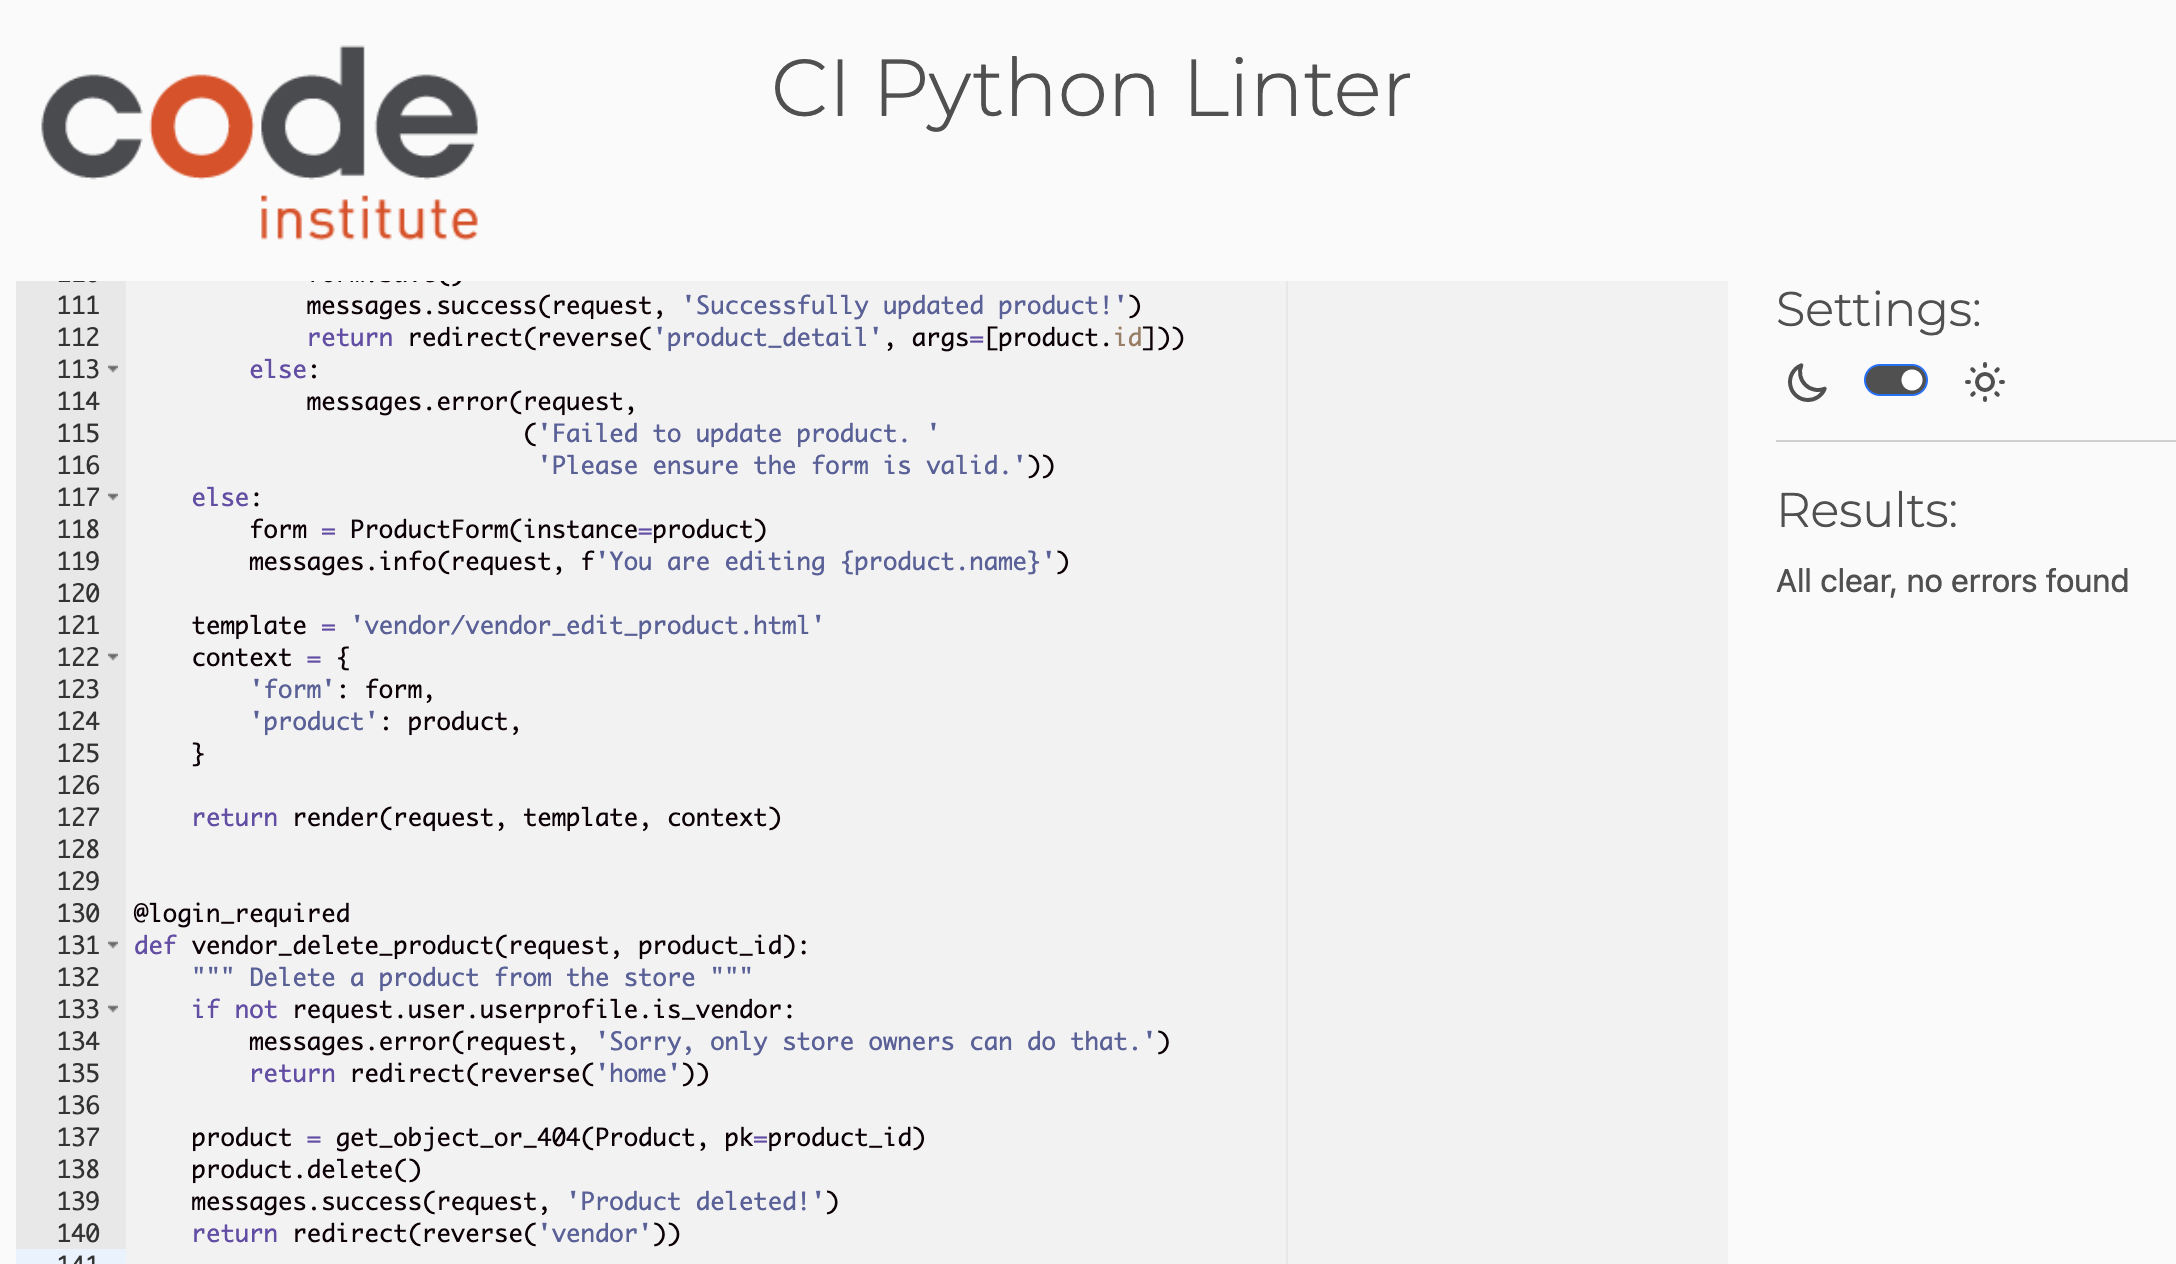 code
institute
CI Python Linter
111 messages.success(request, 'Successfully updated product!')
112 return redirect(reverse('product_detail', args=[product.id]))
113 else:
114 messages.error(request,
115 ('Failed to update product. '
116 'Please ensure the form is valid.'))
117 else:
118 form = ProductForm(instance=product)
119 messages.info(request, f'You are editing {product.name}')
120
121 template = 'vendor/vendor_edit_product.html'
122 context = {
123 'form': form,
124 'product': product,
125 }
126
127 return render(request, template, context)
128
129
130 @login_required
131 def vendor_delete_product(request, product_id):
132 """ Delete a product from the store """
133 if not request.user.userprofile.is_vendor:
134 messages.error(request, 'Sorry, only store owners can do that.')
135 return redirect(reverse('home'))
136
137 product = get_object_or_404(Product, pk=product_id)
138 product.delete()
139 messages.success(request, 'Product deleted!')
140 return redirect(reverse('vendor'))
141
Settings:
Results:
All clear, no errors found